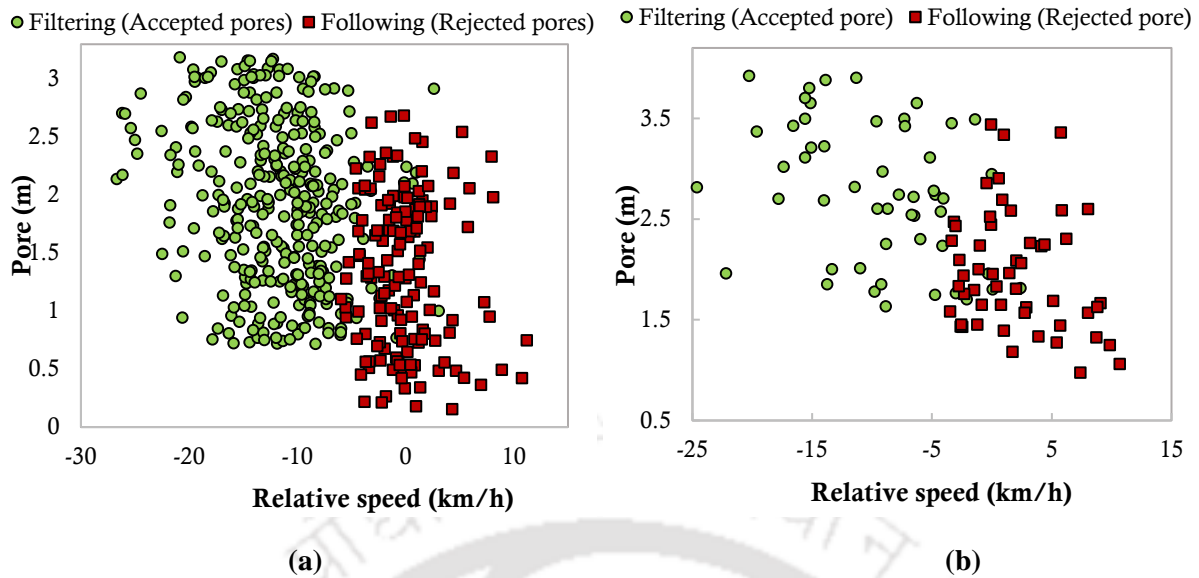 Filtering (Accepted pores) Following (Rejected pores)
Pore (m)
3
2.5
2
1.5
1
0.5
0
-30 -20 -10 0 10
Relative speed (km/h)
(a)
Filtering (Accepted pore) Following (Rejected pore)
Pore (m)
3.5
2.5
1.5
0.5
-25 -15 -5 5 15
Relative speed (km/h)
(b)